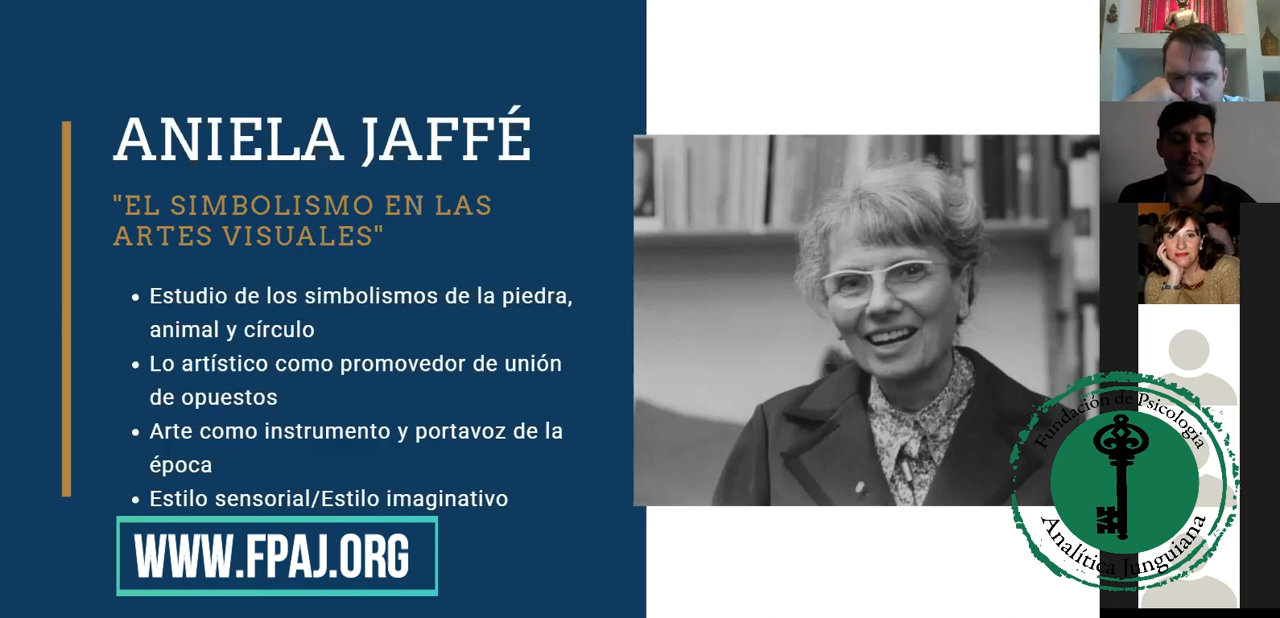 ANIELA JAFFÉ
"EL SIMBOLISMO EN LAS
ARTES VISUALES"
• Estudio de los simbolismos de la piedra,
animal y círculo
• Lo artístico como promovedor de unión
de opuestos
• Arte como instrumento y portavoz de la
época
• Estilo sensorial/Estilo imaginativo
WWW.FPAJ.ORG
Fundación de Psicología
Analítica Junguiana